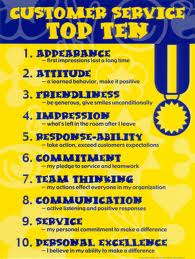 CUSTOMER SERVICE
TOP TEN
1. APPEARANCE
– first impressions last a long time
2. ATTITUDE
– a learned behavior, make it positive
3. FRIENDLINESS
– be generous, give smiles unconditionally
4. IMPRESSION
– what's left in the room after I leave
5. RESPONSE-ABILITY
– take action, exceed customers expectations
6. COMMITMENT
– my pledge to service and teamwork
7. TEAM THINKING
– my actions effect everyone in my organization
8. COMMUNICATION
– active listening and positive responses
9. SERVICE
– my personal commitment to make a difference
10. PERSONAL EXCELLENCE
– I believe in my ability to make a difference